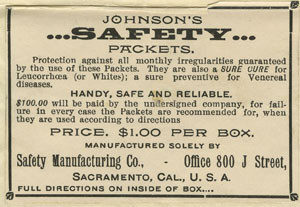 JOHNSON'S
...SAFETY...
PACKETS.
Protection against all monthly irregularities guaranteed
by the use of these Packets. They are also a SURE CURE for
Leucorrhœa (or Whites); a sure preventive for Venereal
diseases.
HANDY, SAFE AND RELIABLE.
$100.00 will be paid by the undersigned company, for fail-
ure in every case the Packets are recommended for, when
they are used according to directions.
PRICE, $1.00 PER BOX.
MANUFACTURED SOLELY BY
Safety Manufacturing Co., - Office 800 J Street,
SACRAMENTO, CAL., U. S. A.
FULL DIRECTIONS ON INSIDE OF BOX....